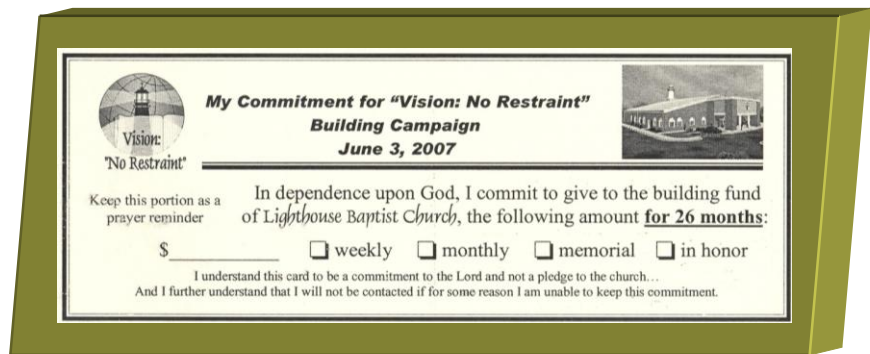 Vision:
"No Restraint"
My Commitment for "Vision: No Restraint"
Building Campaign
June 3, 2007
Keep this portion as a
prayer reminder
In dependence upon God, I commit to give to the building fund
of Lighthouse Baptist Church, the following amount for 26 months:
$____________ ❏ weekly ❏ monthly ❏ memorial ❏ in honor
I understand this card to be a commitment to the Lord and not a pledge to the church…
And I further understand that I will not be contacted if for some reason I am unable to keep this commitment.